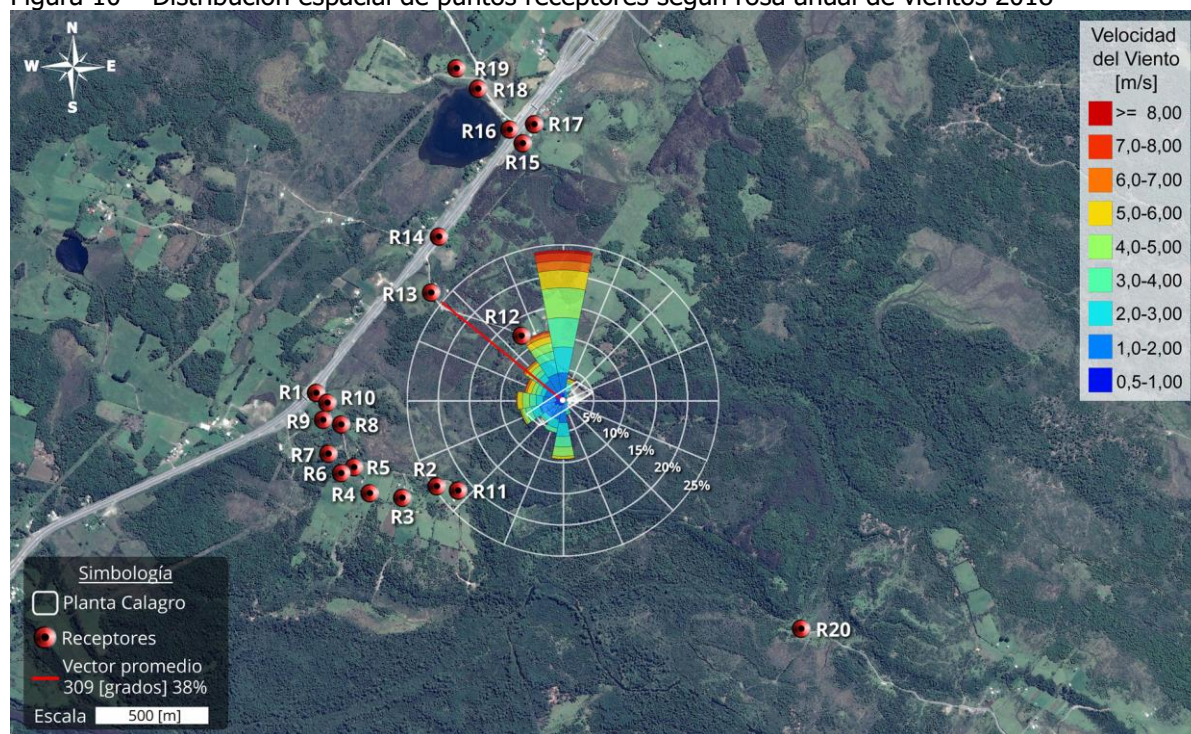 Figura 10 – Distribución espacial de puntos receptores según rosa anual de vientos 2018
N
W E
S
Velocidad
del Viento
[m/s]
>= 8,00
7,0-8,00
6,0-7,00
5,0-6,00
4,0-5,00
3,0-4,00
2,0-3,00
1,0-2,00
0,5-1,00
R19
R18
R16
R17
R15
R14
R13
R12
R1
R10
R9
R8
R7
R6
R5
R4
R3
R2
R11
R20
5%
10%
15%
20%
25%
Simbología
Planta Calagro
Receptores
Vector promedio
309 [grados] 38%
Escala 500 [m]